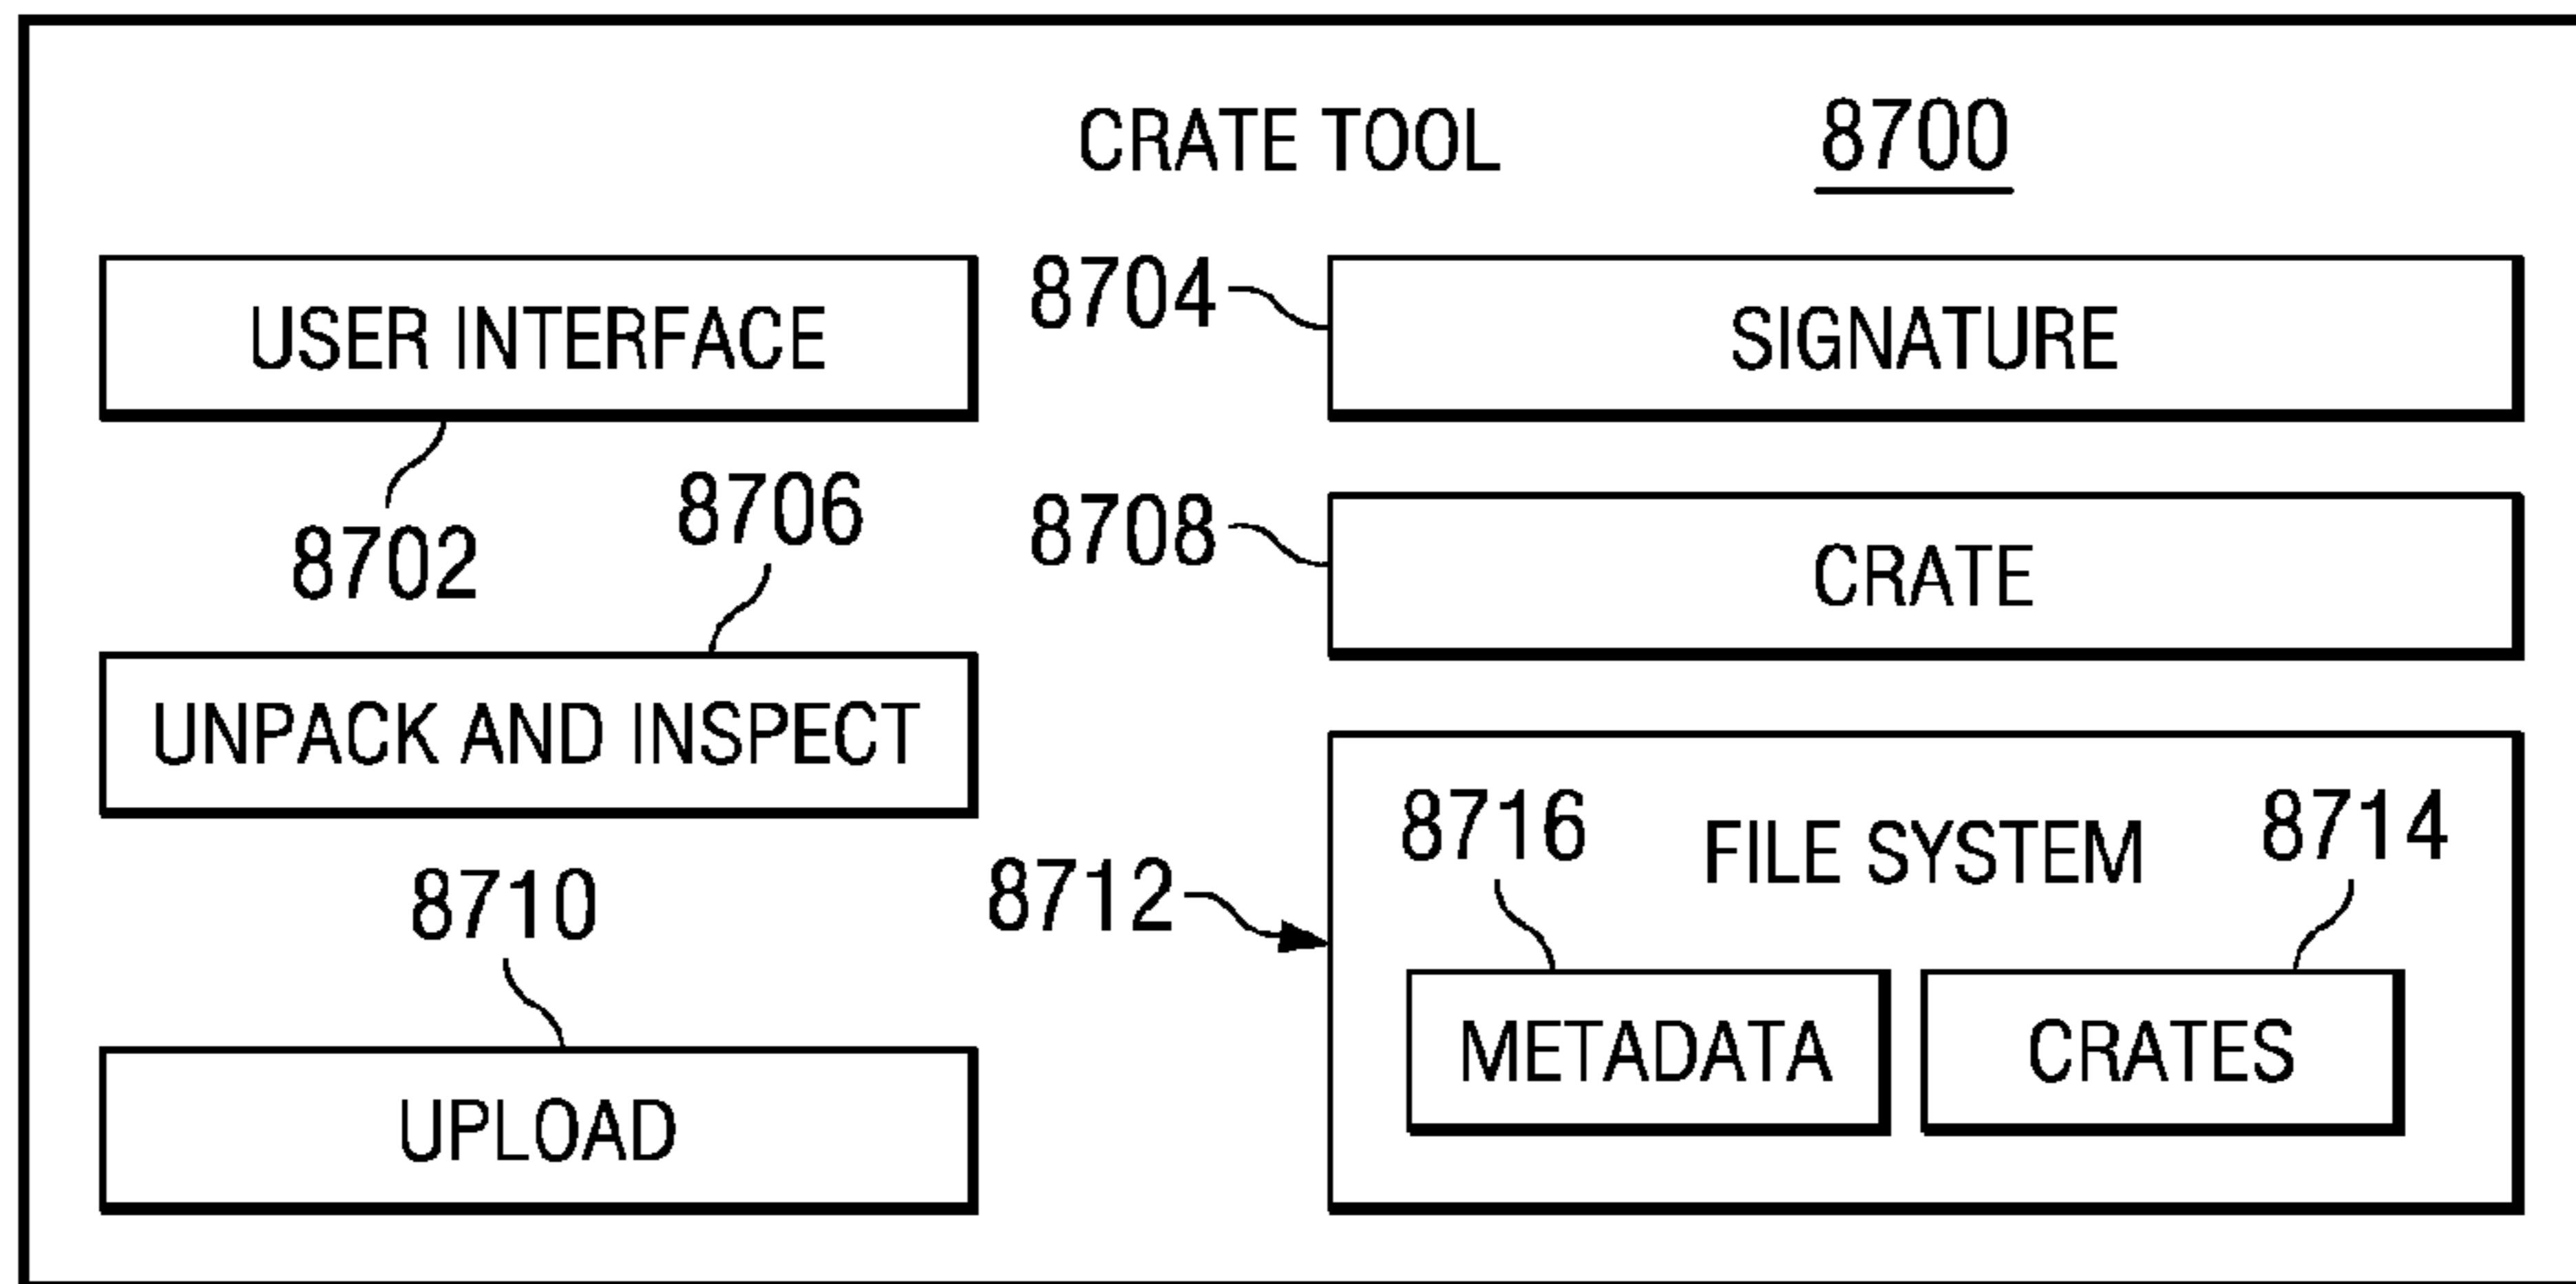 CRATE TOOL 8700
USER INTERFACE
8702
8704
SIGNATURE
8706
UNPACK AND INSPECT
8708
CRATE
8710
UPLOAD
8712
FILE SYSTEM
8716
METADATA
8714
CRATES